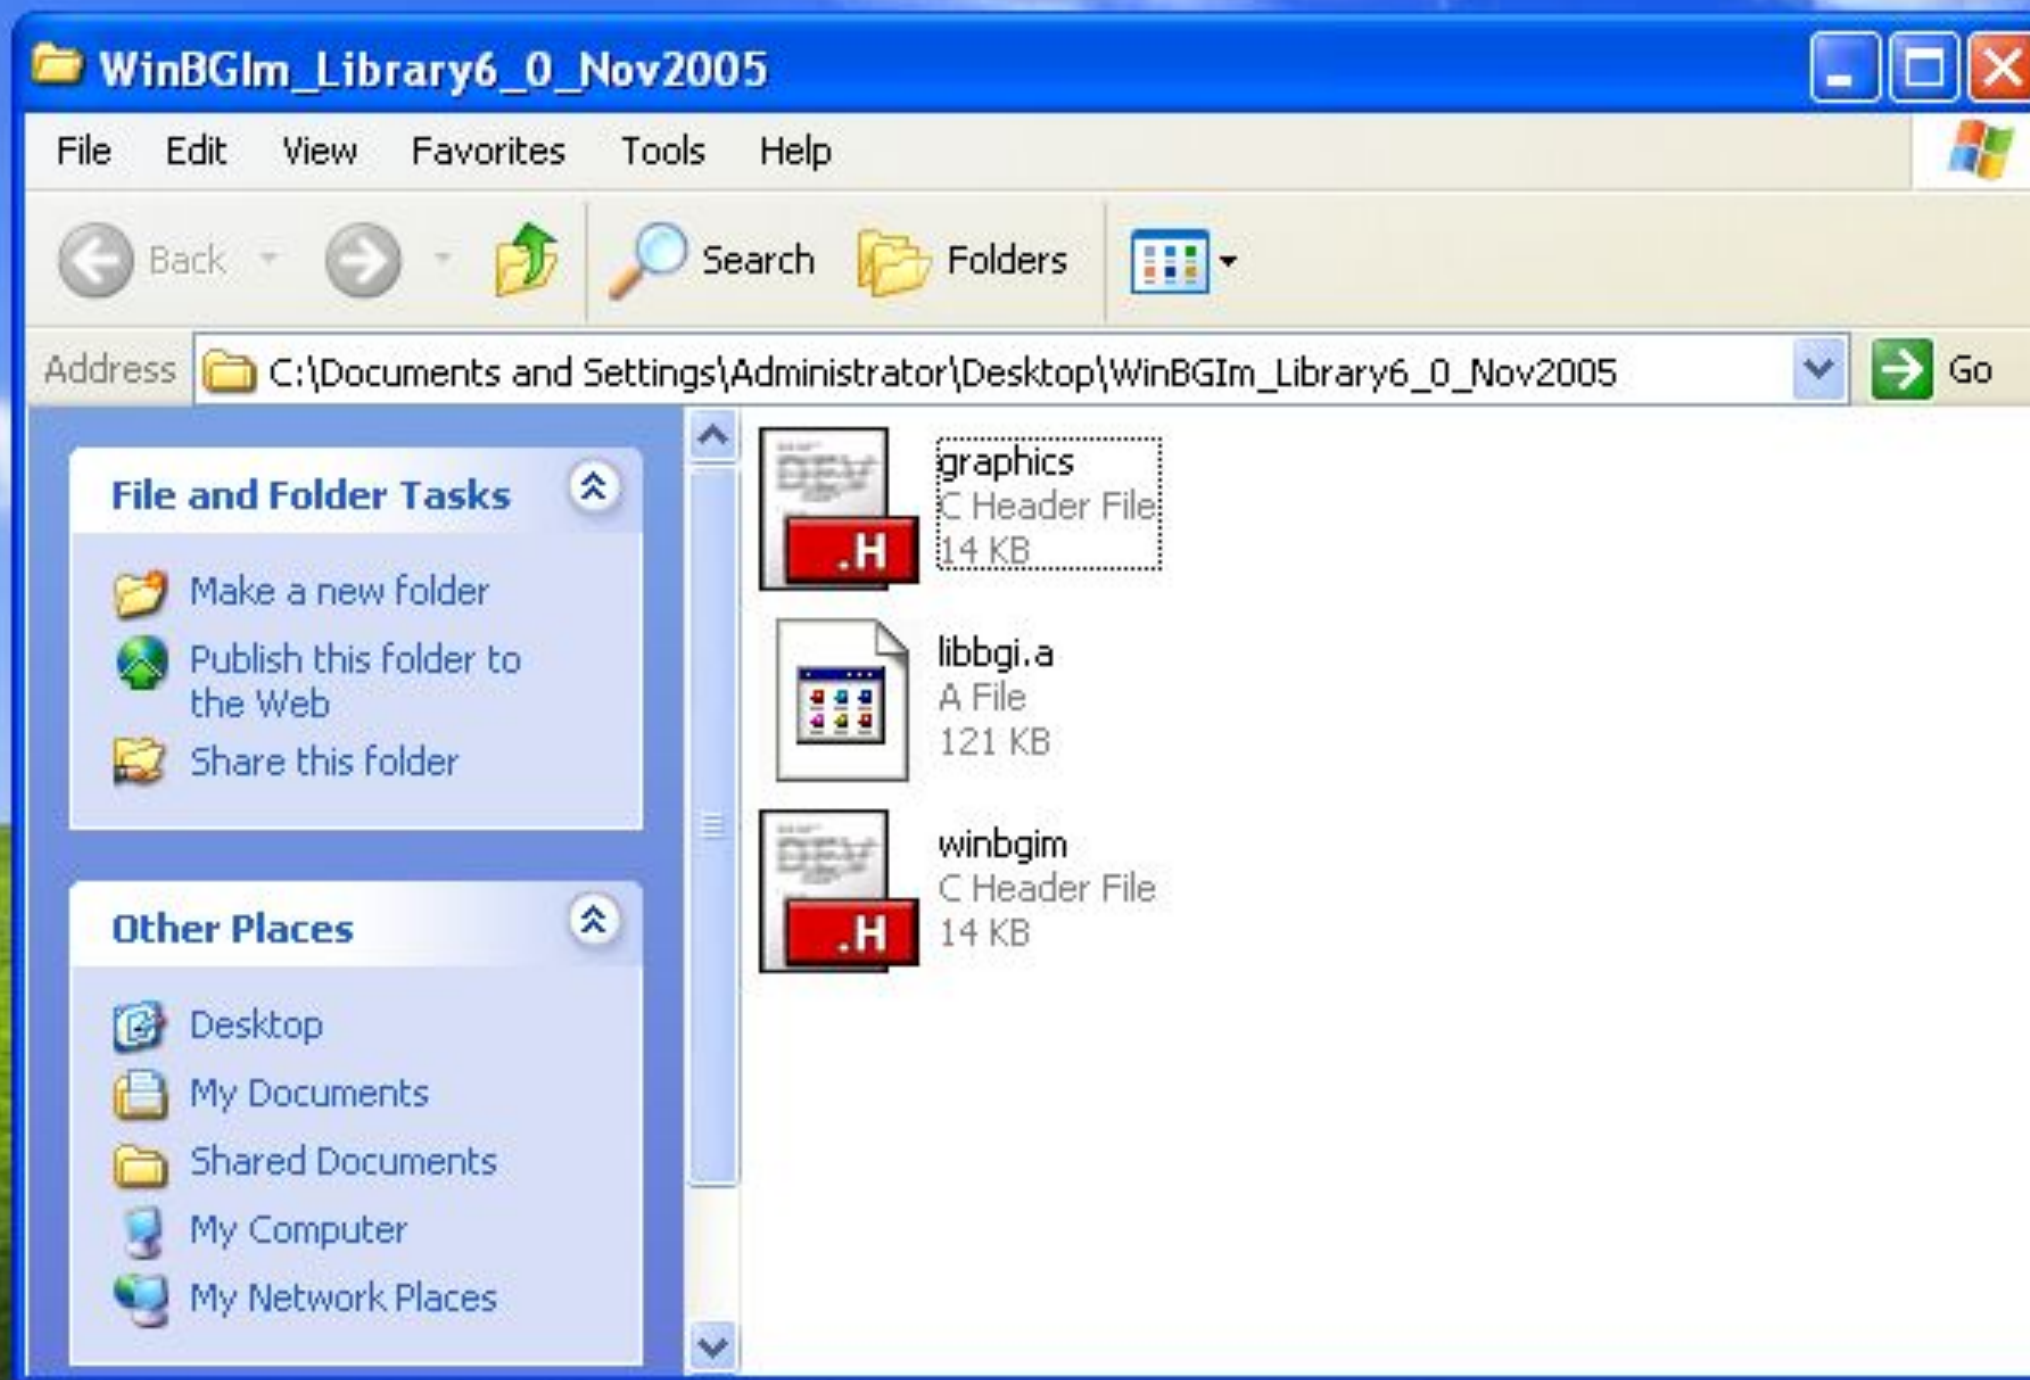 WinBGIm_Library6_0_Nov2005
File Edit View Favorites Tools Help
Back Search Folders
Address C:\Documents and Settings\Administrator\Desktop\WinBGIm_Library6_0_Nov2005 Go
File and Folder Tasks
Make a new folder
Publish this folder to
the Web
Share this folder
Other Places
Desktop
My Documents
Shared Documents
My Computer
My Network Places
DEV
.H
graphics
C Header File
14 KB
libbgi.a
A File
121 KB
DEV
.H
winbgim
C Header File
14 KB